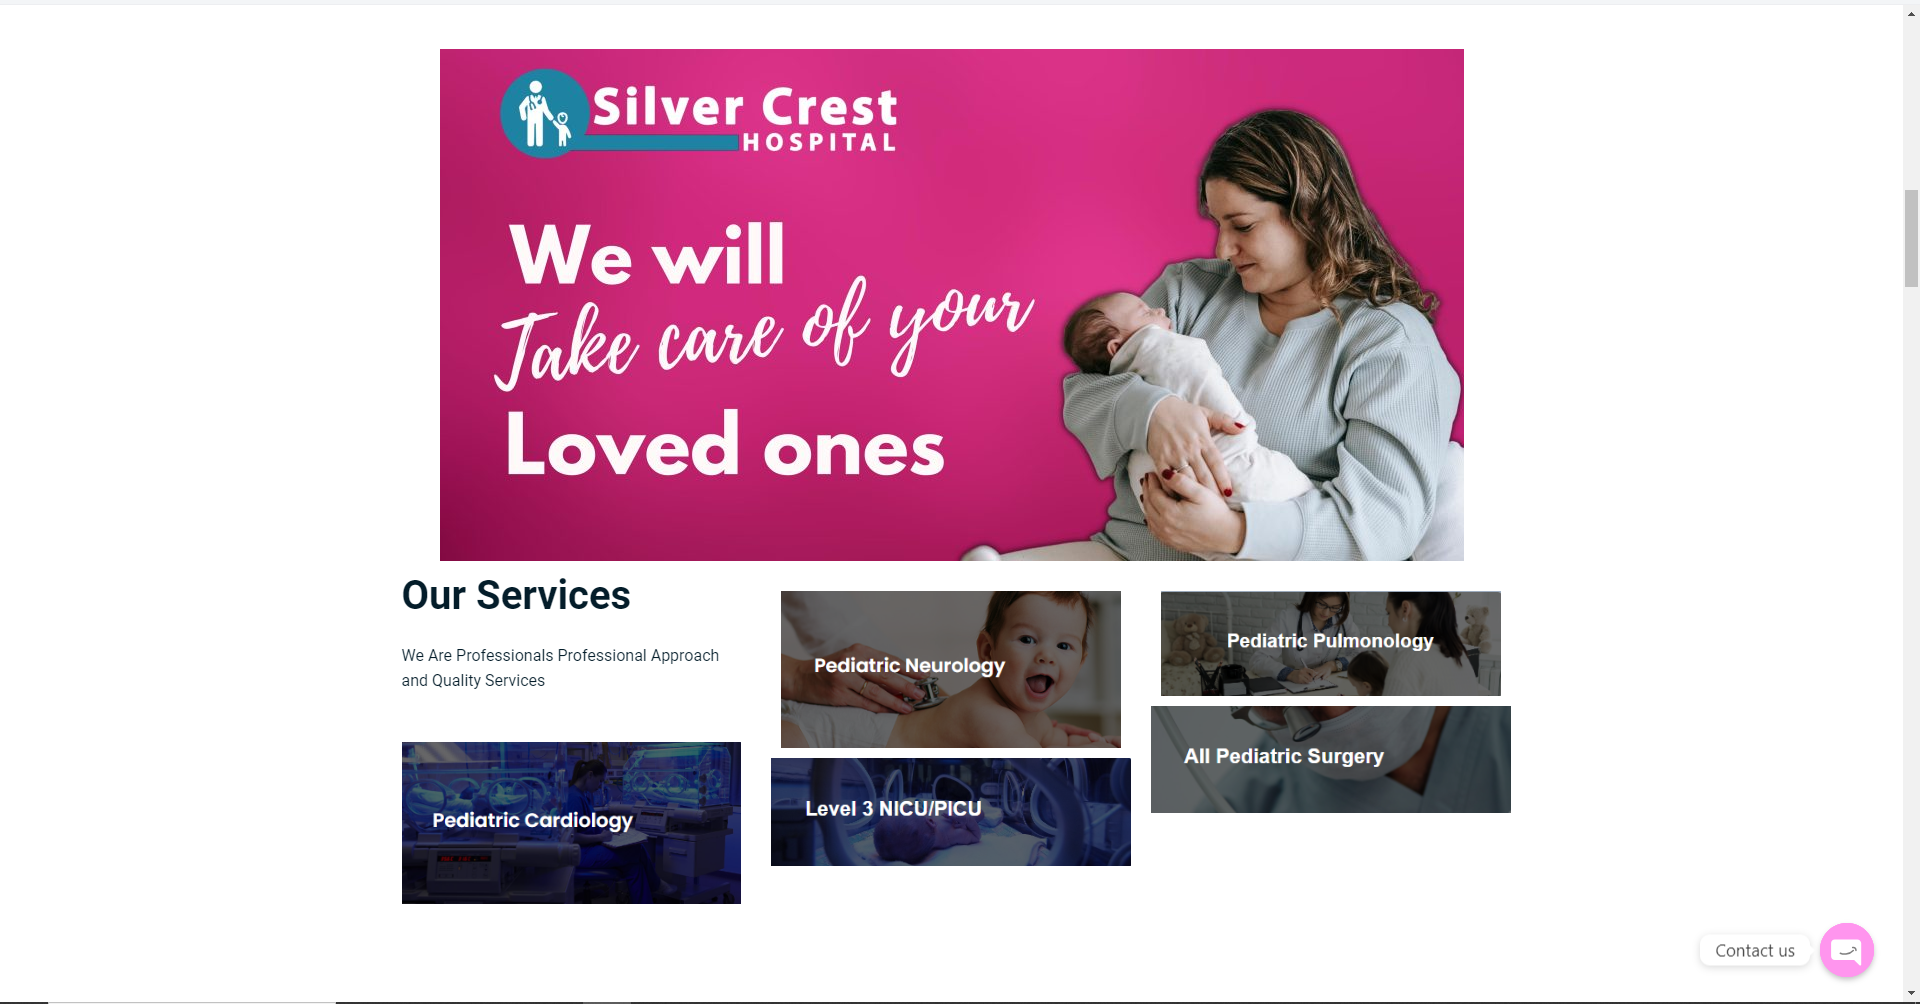 Silver Crest
HOSPITAL
We will
Take care of your
Loved ones
Our Services
We Are Professionals Professional Approach
and Quality Services
Pediatric Cardiology
Pediatric Neurology
Level 3 NICU/PICU
Pediatric Pulmonology
All Pediatric Surgery
Contact us